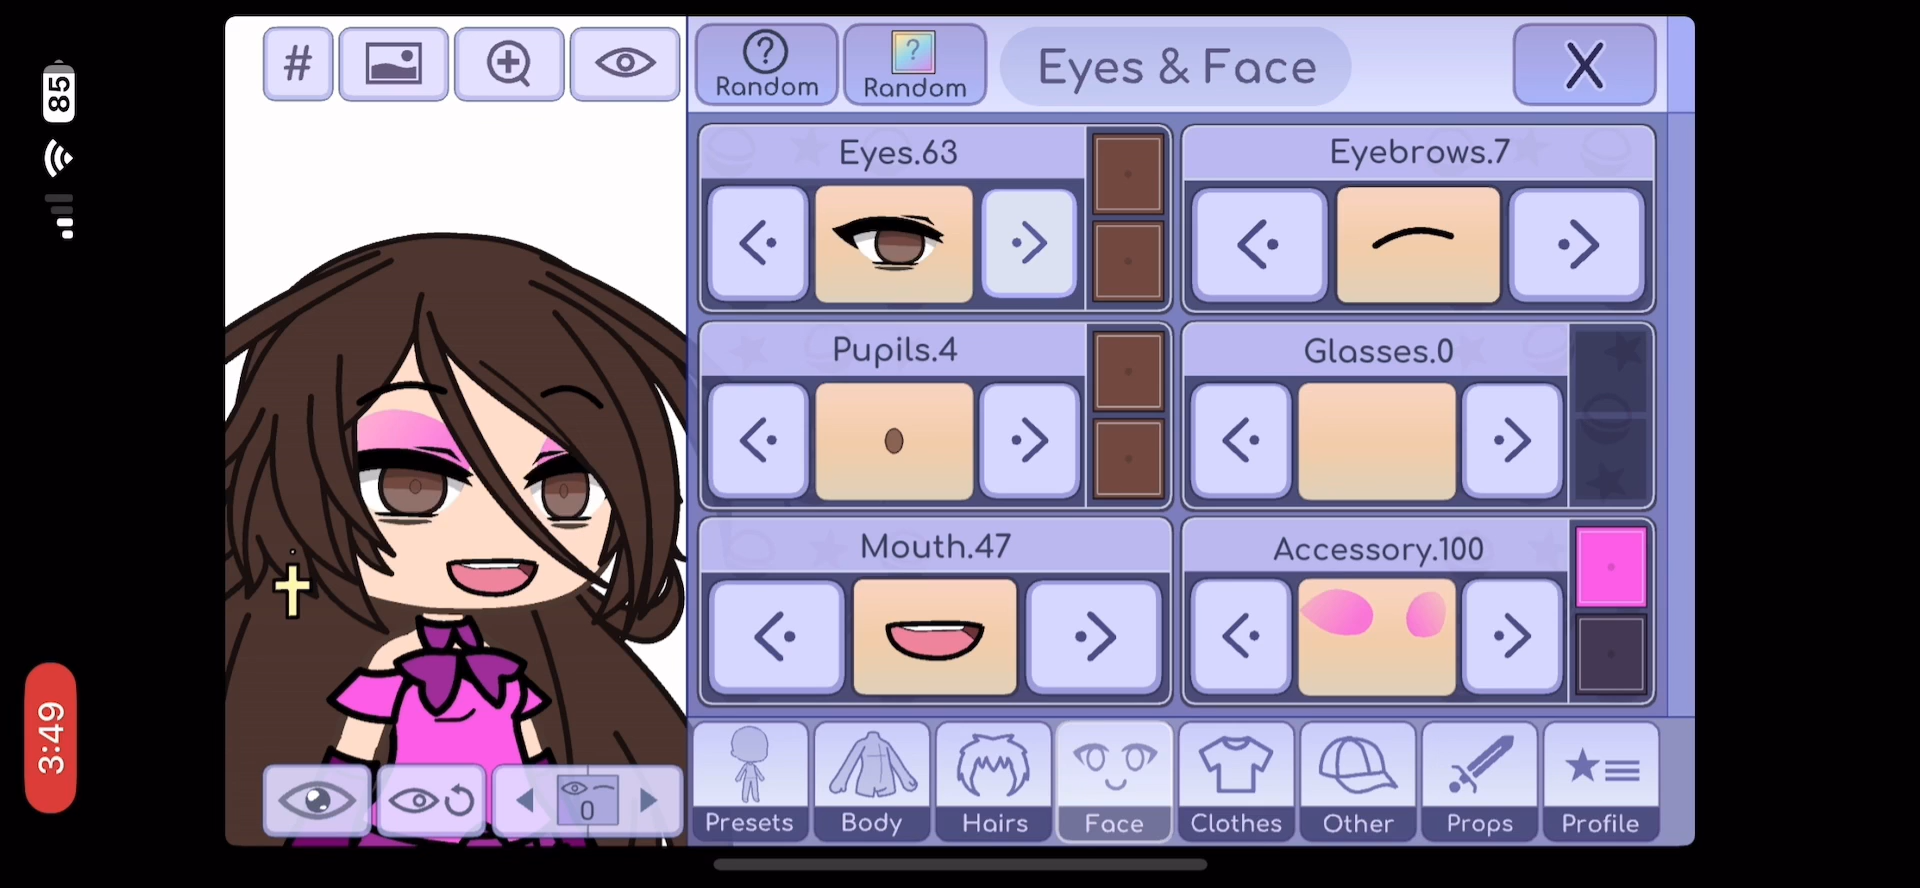 85
3:49
#
? Random
? Random
Eyes & Face
X
Eyes.63
Eyebrows.7
Pupils.4
Glasses.0
Mouth.47
Accessory.100
0
Presets
Body
Hairs
Face
Clothes
Other
Props
Profile